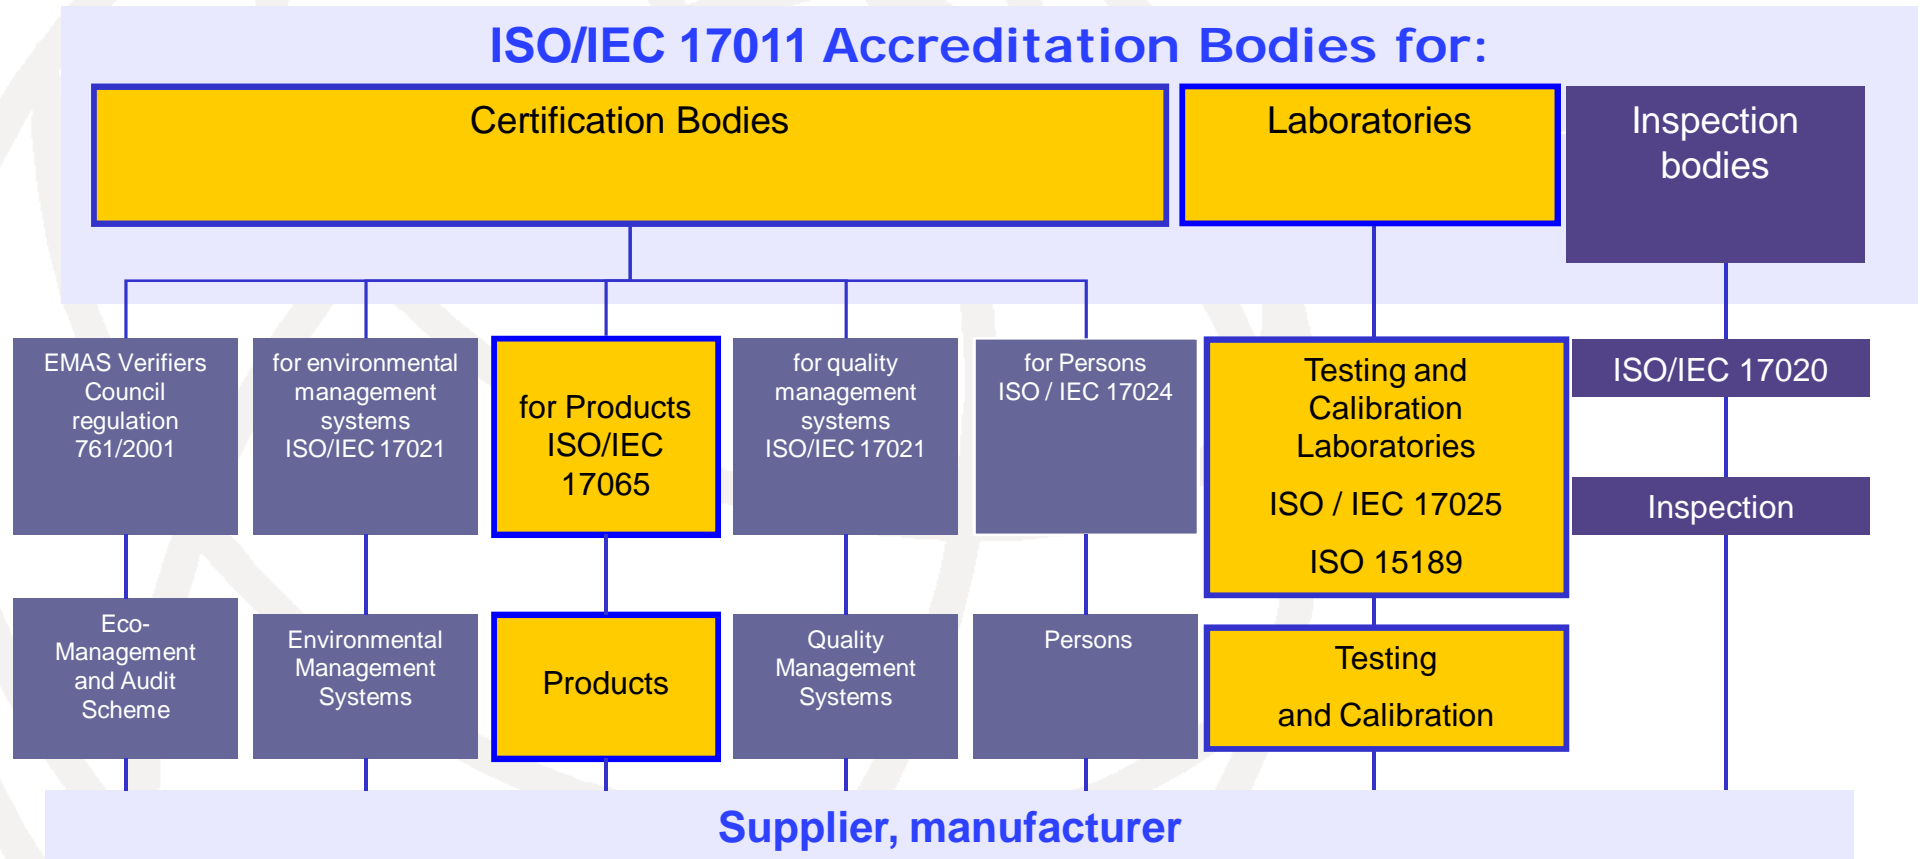 ISO/IEC 17011 Accreditation Bodies for:
Certification Bodies
Laboratories
Inspection
bodies
EMAS Verifiers
Council
regulation
761/2001
for environmental
management
systems
ISO/IEC 17021
for Products
ISO/IEC
17065
for quality
management
systems
ISO/IEC 17021
for Persons
ISO / IEC 17024
Testing and
Calibration
Laboratories
ISO / IEC 17025
ISO 15189
ISO/IEC 17020
Inspection
Eco-
Management
and Audit
Scheme
Environmental
Management
Systems
Products
Quality
Management
Systems
Persons
Testing
and Calibration
Supplier, manufacturer